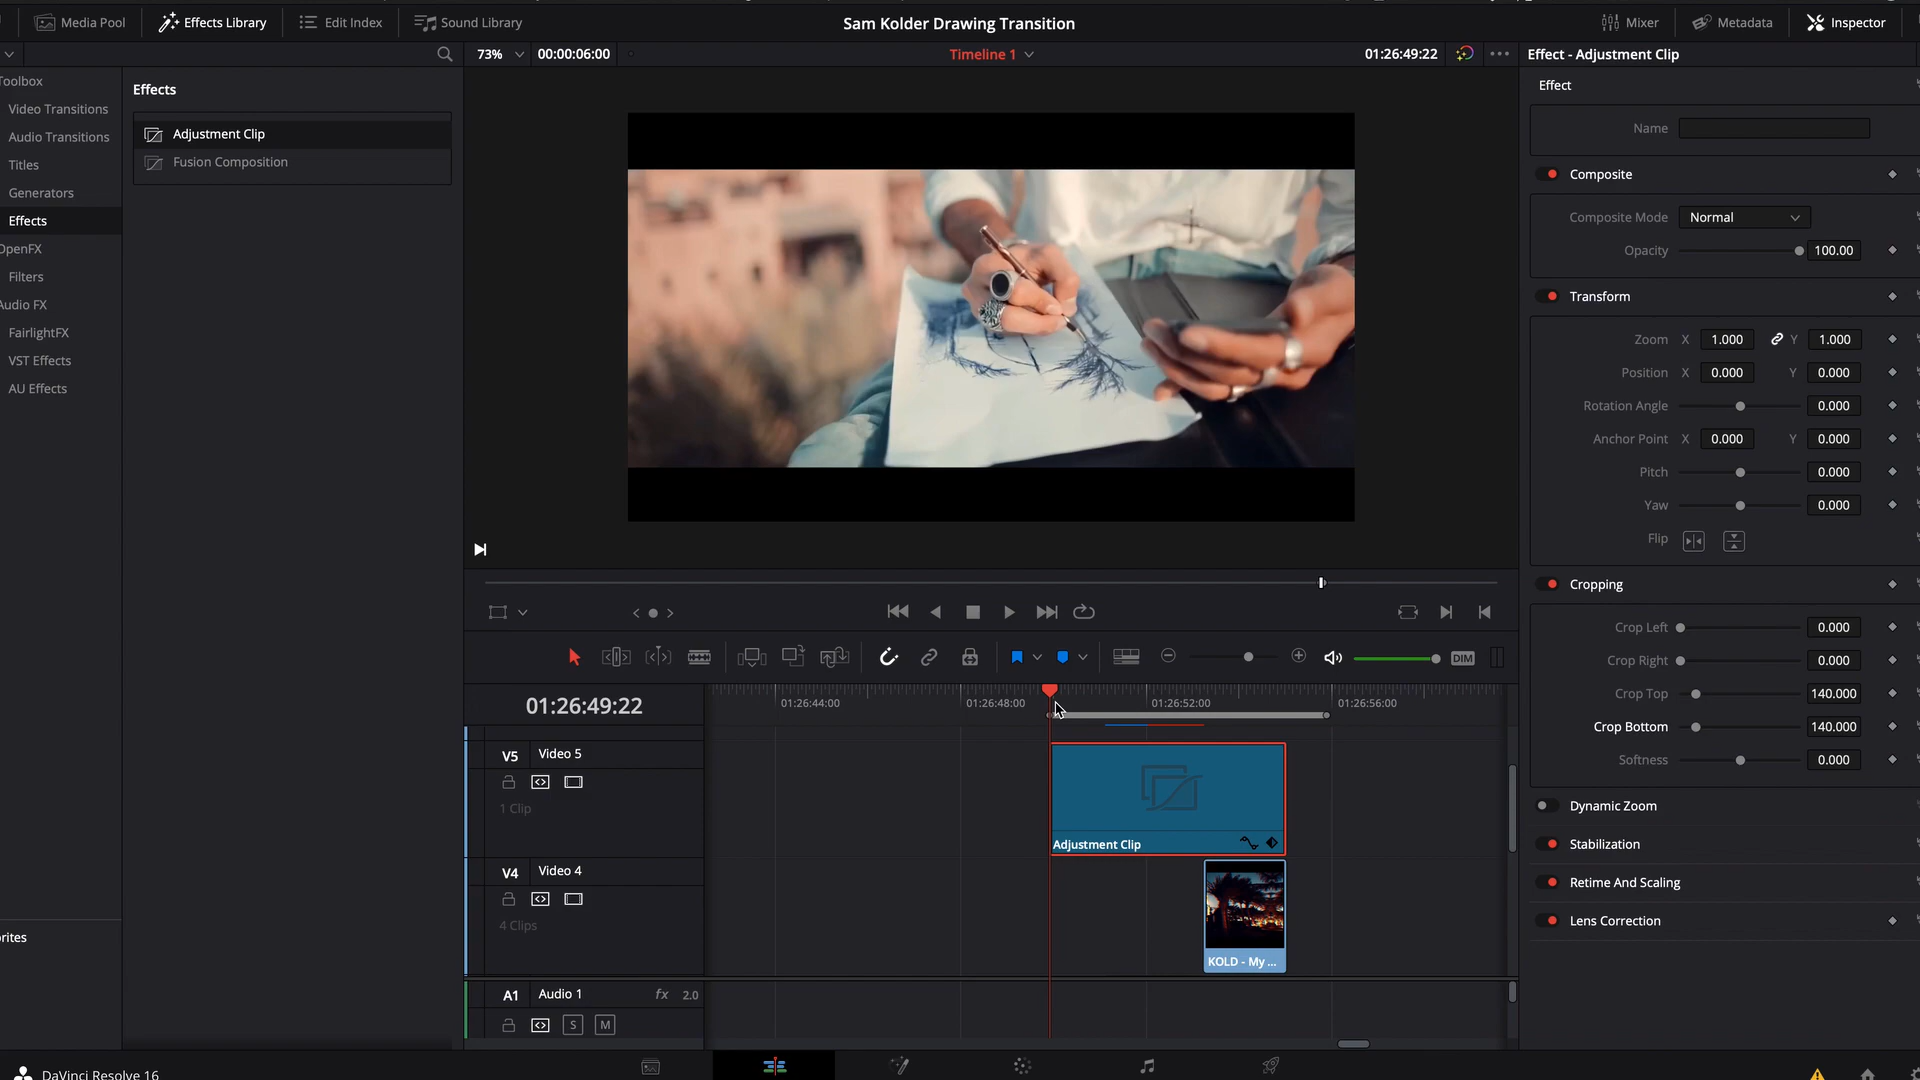 Media Pool
Effects Library
Edit Index
Sound Library
Sam Kolder Drawing Transition
Mixer
Metadata
Inspector
73%
00:00:06:00
Timeline 1
01:26:49:22
Effect - Adjustment Clip
Toolbox
Video Transitions
Audio Transitions
Titles
Generators
Effects
OpenFX
Filters
Audio FX
FairlightFX
VST Effects
AU Effects
Effects
Adjustment Clip
Fusion Composition
Effect
Name
Composite
Composite Mode Normal
Opacity 100.00
Transform
Zoom X 1.000 Y 1.000
Position X 0.000 Y 0.000
Rotation Angle 0.000
Anchor Point X 0.000 Y 0.000
Pitch 0.000
Yaw 0.000
Flip
Cropping
Crop Left 0.000
Crop Right 0.000
Crop Top 140.000
Crop Bottom 140.000
Softness 0.000
Dynamic Zoom
Stabilization
Retime And Scaling
Lens Correction
DIM
01:26:49:22
01:26:44:00
01:26:48:00
01:26:52:00
01:26:56:00
V5 Video 5
1 Clip
Adjustment Clip
V4 Video 4
4 Clips
KOLD - My ...
A1 Audio 1 fx 2.0
S M
orites
DaVinci Resolve 16